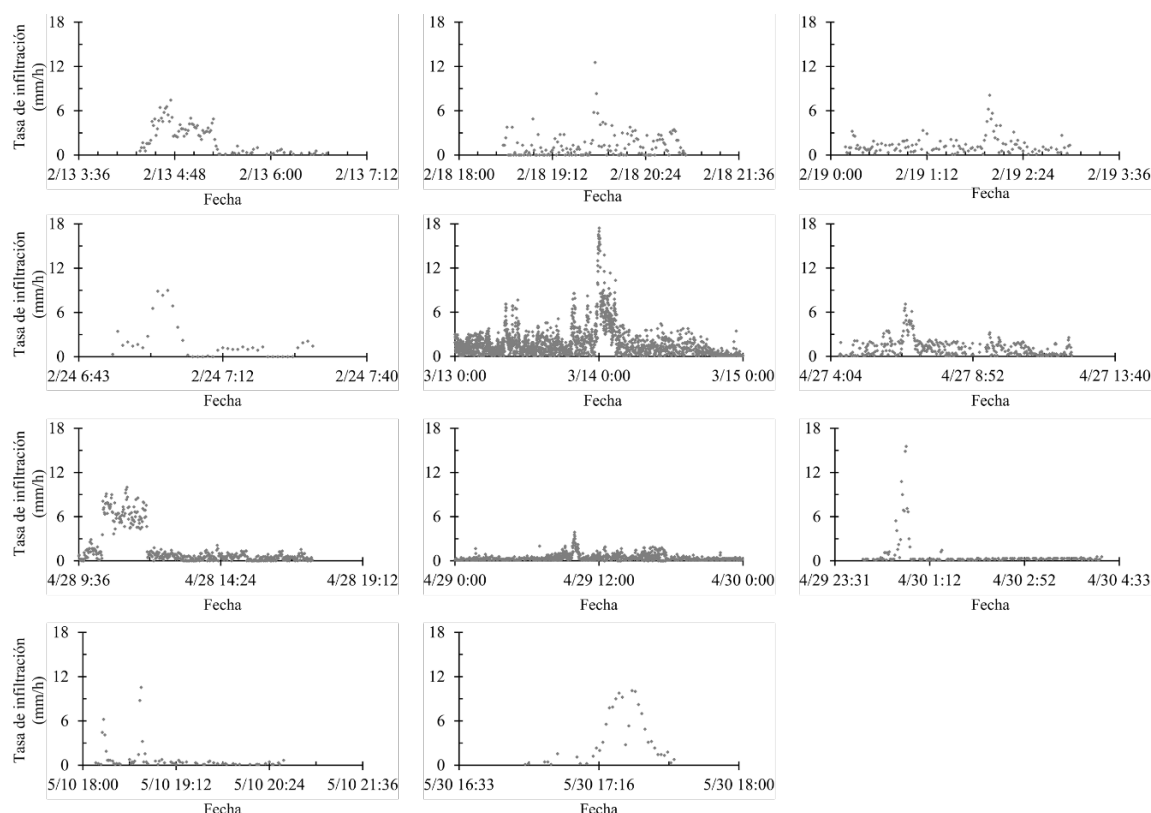 Tasa de infiltración
(mm/h)
18
12
6
0
2/13 3:36 2/13 4:48 2/13 6:00 2/13 7:12
Fecha
18
12
6
0
2/18 18:00 2/18 19:12 2/18 20:24 2/18 21:36
Fecha
18
12
6
0
2/19 0:00 2/19 1:12 2/19 2:24 2/19 3:36
Fecha
Tasa de infiltración
(mm/h)
18
12
6
0
2/24 6:43 2/24 7:12 2/24 7:40
Fecha
18
12
6
0
3/13 0:00 3/14 0:00 3/15 0:00
Fecha
18
12
6
0
4/27 4:04 4/27 8:52 4/27 13:40
Fecha
Tasa de infiltración
(mm/h)
18
12
6
0
4/28 9:36 4/28 14:24 4/28 19:12
Fecha
18
12
6
0
4/29 0:00 4/29 12:00 4/30 0:00
Fecha
18
12
6
0
4/29 23:31 4/30 1:12 4/30 2:52 4/30 4:33
Fecha
Tasa de infiltración
(mm/h)
18
12
6
0
5/10 18:00 5/10 19:12 5/10 20:24 5/10 21:36
Fecha
18
12
6
0
5/30 16:33 5/30 17:16 5/30 18:00
Fecha